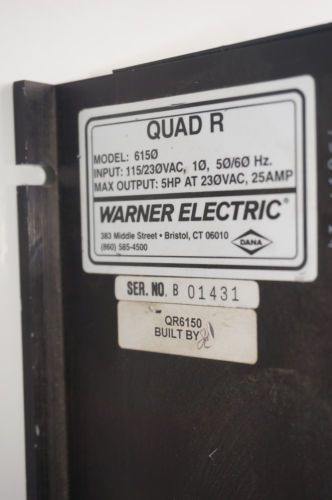 QUAD R
MODEL: 615Ø
INPUT: 115/23ØVAC, 1Ø, 5Ø/6Ø Hz.
MAX OUTPUT: 5HP AT 23ØVAC, 25AMP
WARNER ELECTRIC®
383 Middle Street • Bristol, CT 06010
(860) 585-4500
DANA
SER. NO. B 01431
QR6150
BUILT BY